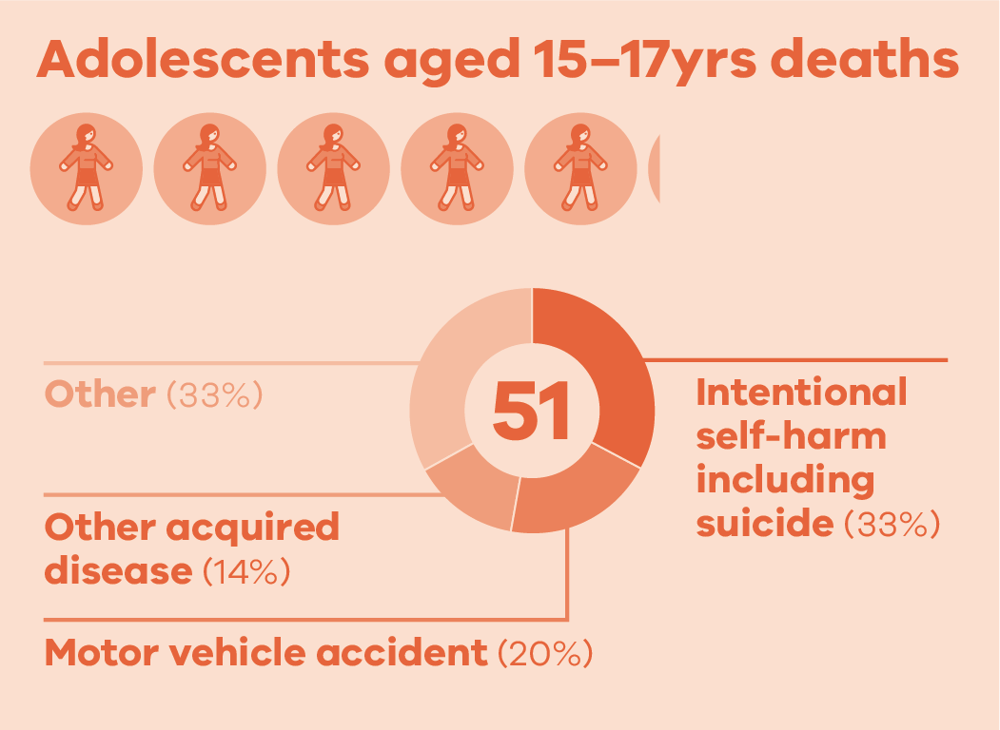 Adolescents aged 15–17yrs deaths
51
Other (33%)
Intentional
self-harm
including
suicide (33%)
Other acquired
disease (14%)
Motor vehicle accident (20%)